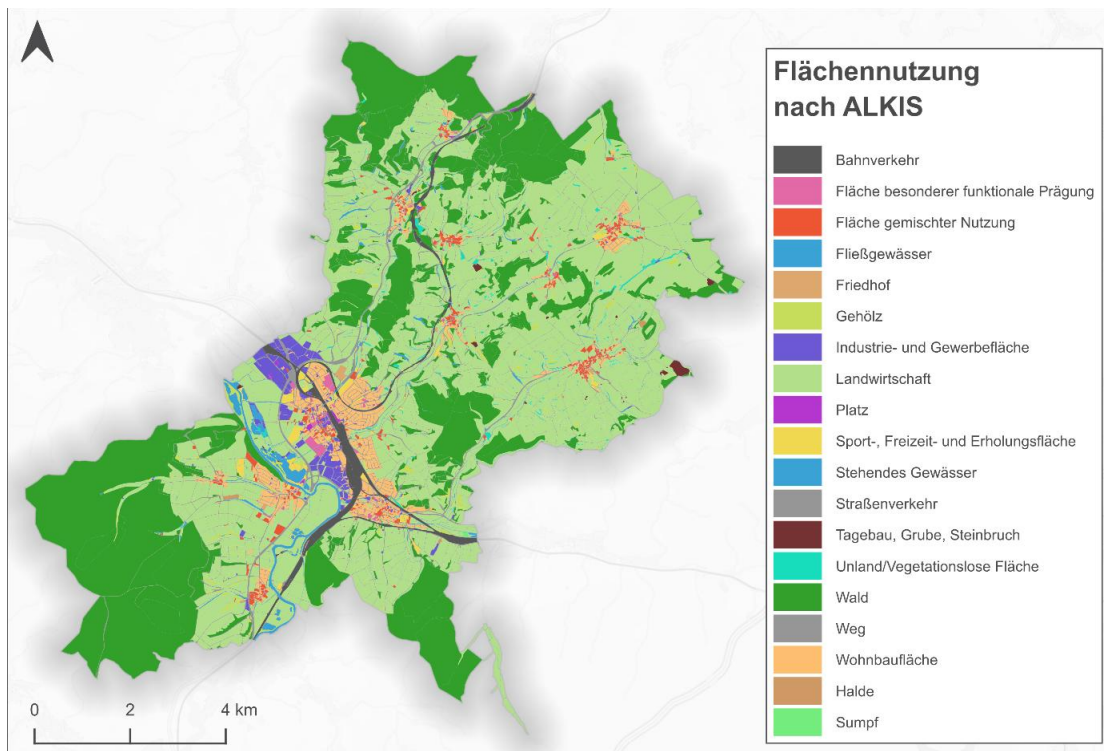 Flächennutzung
nach ALKIS
Bahnverkehr
Fläche besonderer funktionale Prägung
Fläche gemischter Nutzung
Fließgewässer
Friedhof
Gehölz
Industrie- und Gewerbefläche
Landwirtschaft
Platz
Sport-, Freizeit- und Erholungsfläche
Stehendes Gewässer
Straßenverkehr
Tagebau, Grube, Steinbruch
Unland/Vegetationslose Fläche
Wald
Weg
Wohnbaufläche
Halde
Sumpf
0 2 4 km